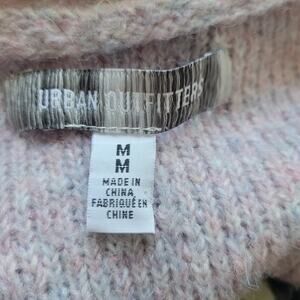 URBAN OUTFITTERS
M
M
MADE IN
CHINA
FABRIQUÉ EN
CHINE